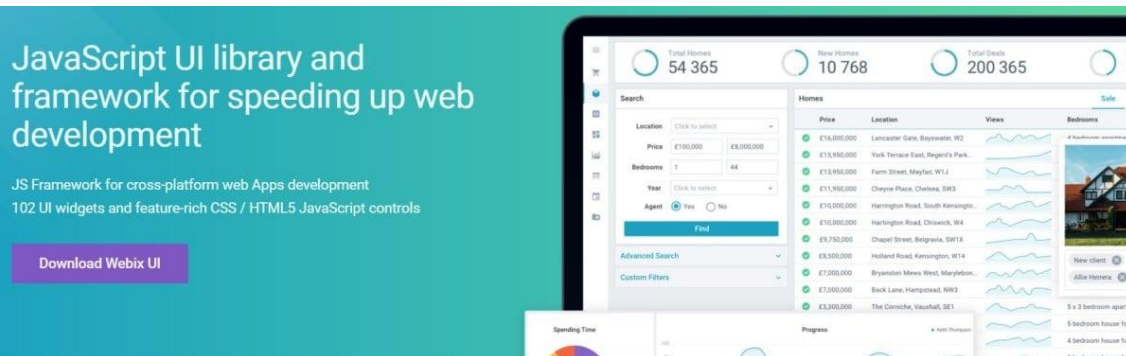 JavaScript UI library and
framework for speeding up web
development
JS Framework for cross-platform web Apps development
102 UI widgets and feature-rich CSS / HTML5 JavaScript controls
Download Webix UI
Total Homes
54 365
New Homes
10 768
Total Deals
200 365
Search
Location Click to select
Price £100,000 £8,000,000
Bedrooms 1 44
Year Click to select
Agent Yes No
Find
Advanced Search
Custom Filters
Homes Sale
Price Location Views Bedrooms
£16,000,000 Lancaster Gate, Bayswater, W2
£13,950,000 York Terrace East, Regent's Park..
£13,950,000 Farm Street, Mayfair, W1J
£11,950,000 Cheyne Place, Chelsea, SW3
£10,000,000 Harrington Road, South Kensingto..
£10,000,000 Hartington Road, Chiswick, W4
£9,750,000 Chapel Street, Belgravia, SW1X
£8,500,000 Holland Road, Kensington, W14
£7,000,000 Bryanston Mews West, Marylebon..
£7,000,000 Back Lane, Hampstead, NW3
£3,500,000 The Corniche, Vauxhall, SE1
New client
Allie Herrera
5 x 3 bedroom apar
5 bedroom house fo
4 bedroom house fo
Spending Time
Progress
Keith Thompson